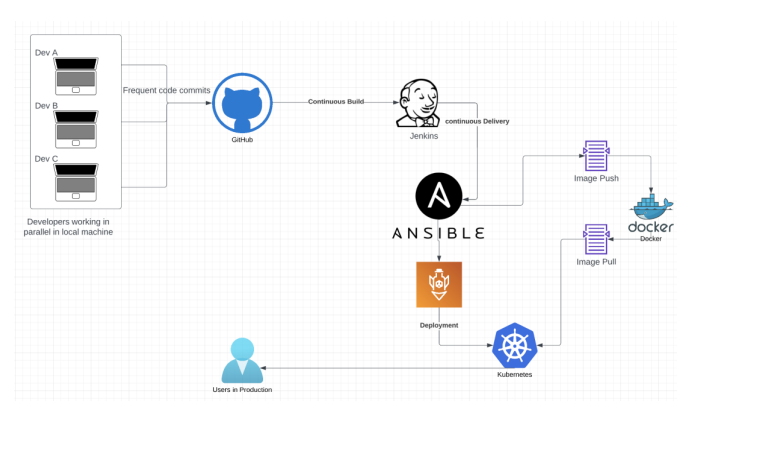 Dev A
Frequent code commits
Dev B
Dev C
Developers working in
parallel in local machine
GitHub
Continuous Build
Jenkins
continuous Delivery
ANSIBLE
Image Push
docker
Docker
Image Pull
Deployment
Kubernetes
Users in Production